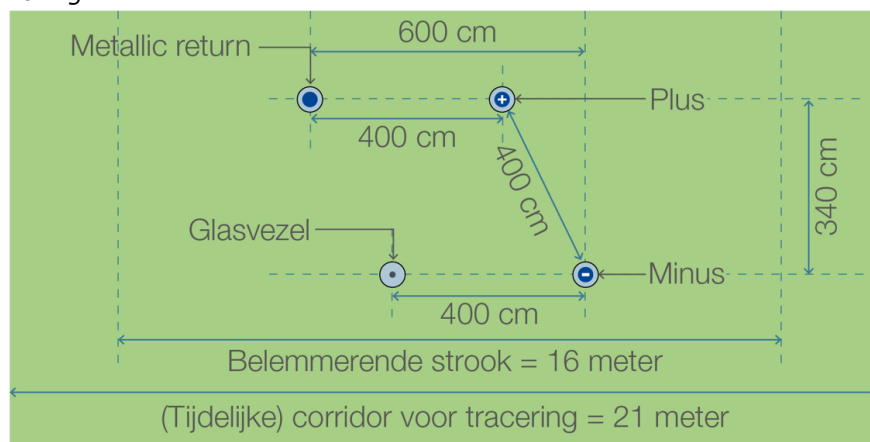 600 cm
Metallic return
Plus
400 cm
400 cm
340 cm
Glasvezel
Minus
400 cm
Belemmerende strook = 16 meter
(Tijdelijke) corridor voor tracering = 21 meter